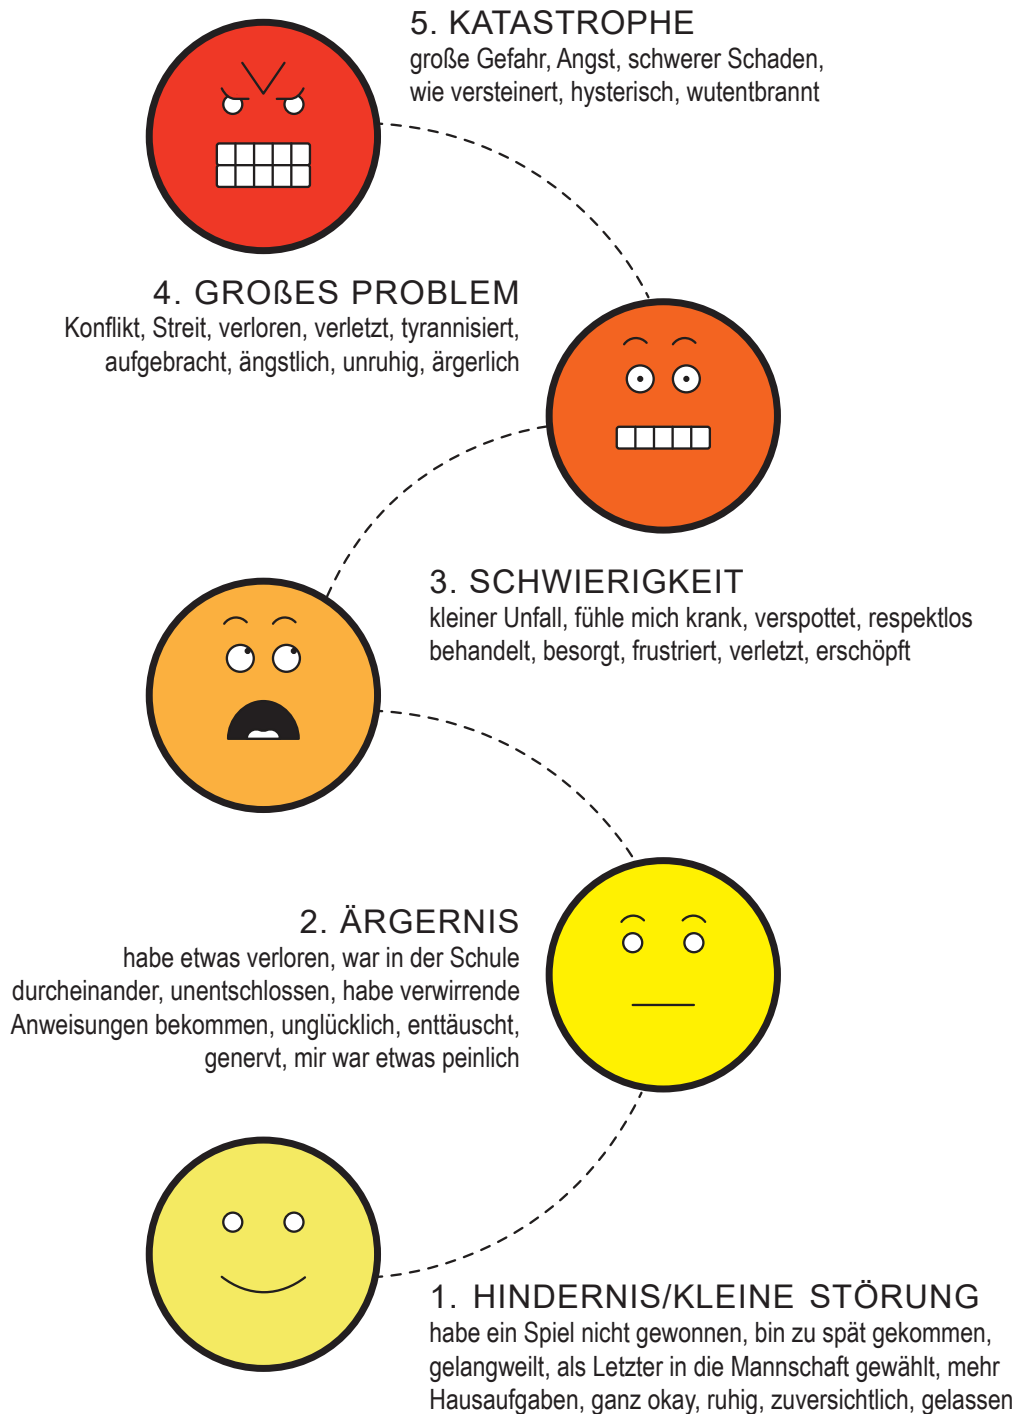 5. KATASTROPHE
große Gefahr, Angst, schwerer Schaden,
wie versteinert, hysterisch, wutentbrannt
4. GROßES PROBLEM
Konflikt, Streit, verloren, verletzt, tyrannisiert,
aufgebracht, ängstlich, unruhig, ärgerlich
3. SCHWIERIGKEIT
kleiner Unfall, fühle mich krank, verspottet, respektlos
behandelt, besorgt, frustriert, verletzt, erschöpft
2. ÄRGERNIS
habe etwas verloren, war in der Schule
durcheinander, unentschlossen, habe verwirrende
Anweisungen bekommen, unglücklich, enttäuscht,
genervt, mir war etwas peinlich
1. HINDERNIS/KLEINE STÖRUNG
habe ein Spiel nicht gewonnen, bin zu spät gekommen,
gelangweilt, als Letzter in die Mannschaft gewählt, mehr
Hausaufgaben, ganz okay, ruhig, zuversichtlich, gelassen